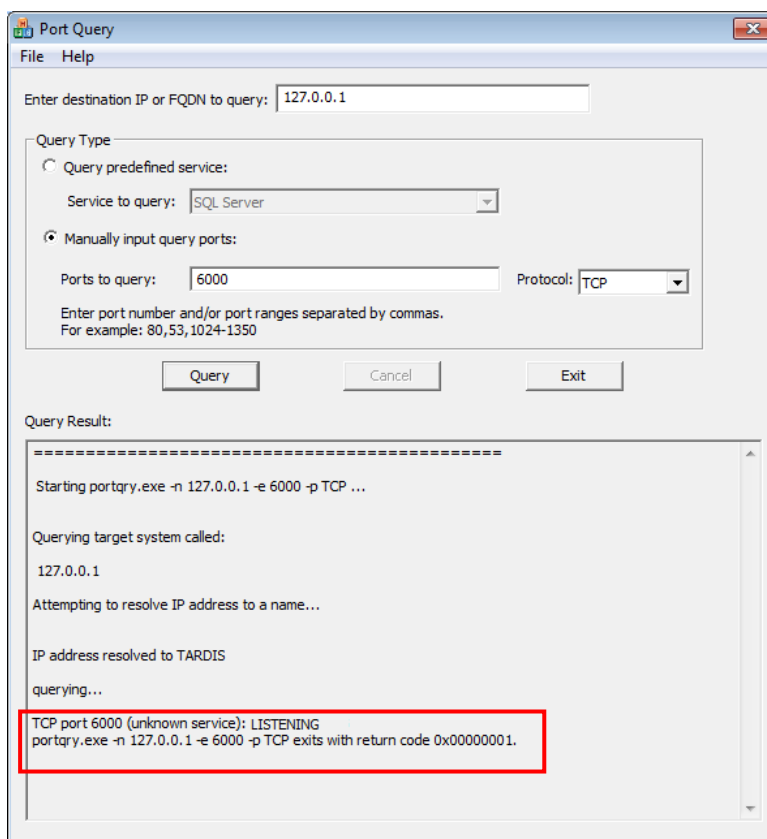 Port Query
File Help
Enter destination IP or FQDN to query: 127.0.0.1
Query Type
Query predefined service:
Service to query: SQL Server
Manually input query ports:
Ports to query: 6000 Protocol: TCP
Enter port number and/or port ranges separated by commas.
For example: 80,53,1024-1350
Query Cancel Exit
Query Result:
=============================================
Starting portqry.exe -n 127.0.0.1 -e 6000 -p TCP ...
Querying target system called:
127.0.0.1
Attempting to resolve IP address to a name...
IP address resolved to TARDIS
querying...
TCP port 6000 (unknown service): LISTENING
portqry.exe -n 127.0.0.1 -e 6000 -p TCP exits with return code 0x00000001.